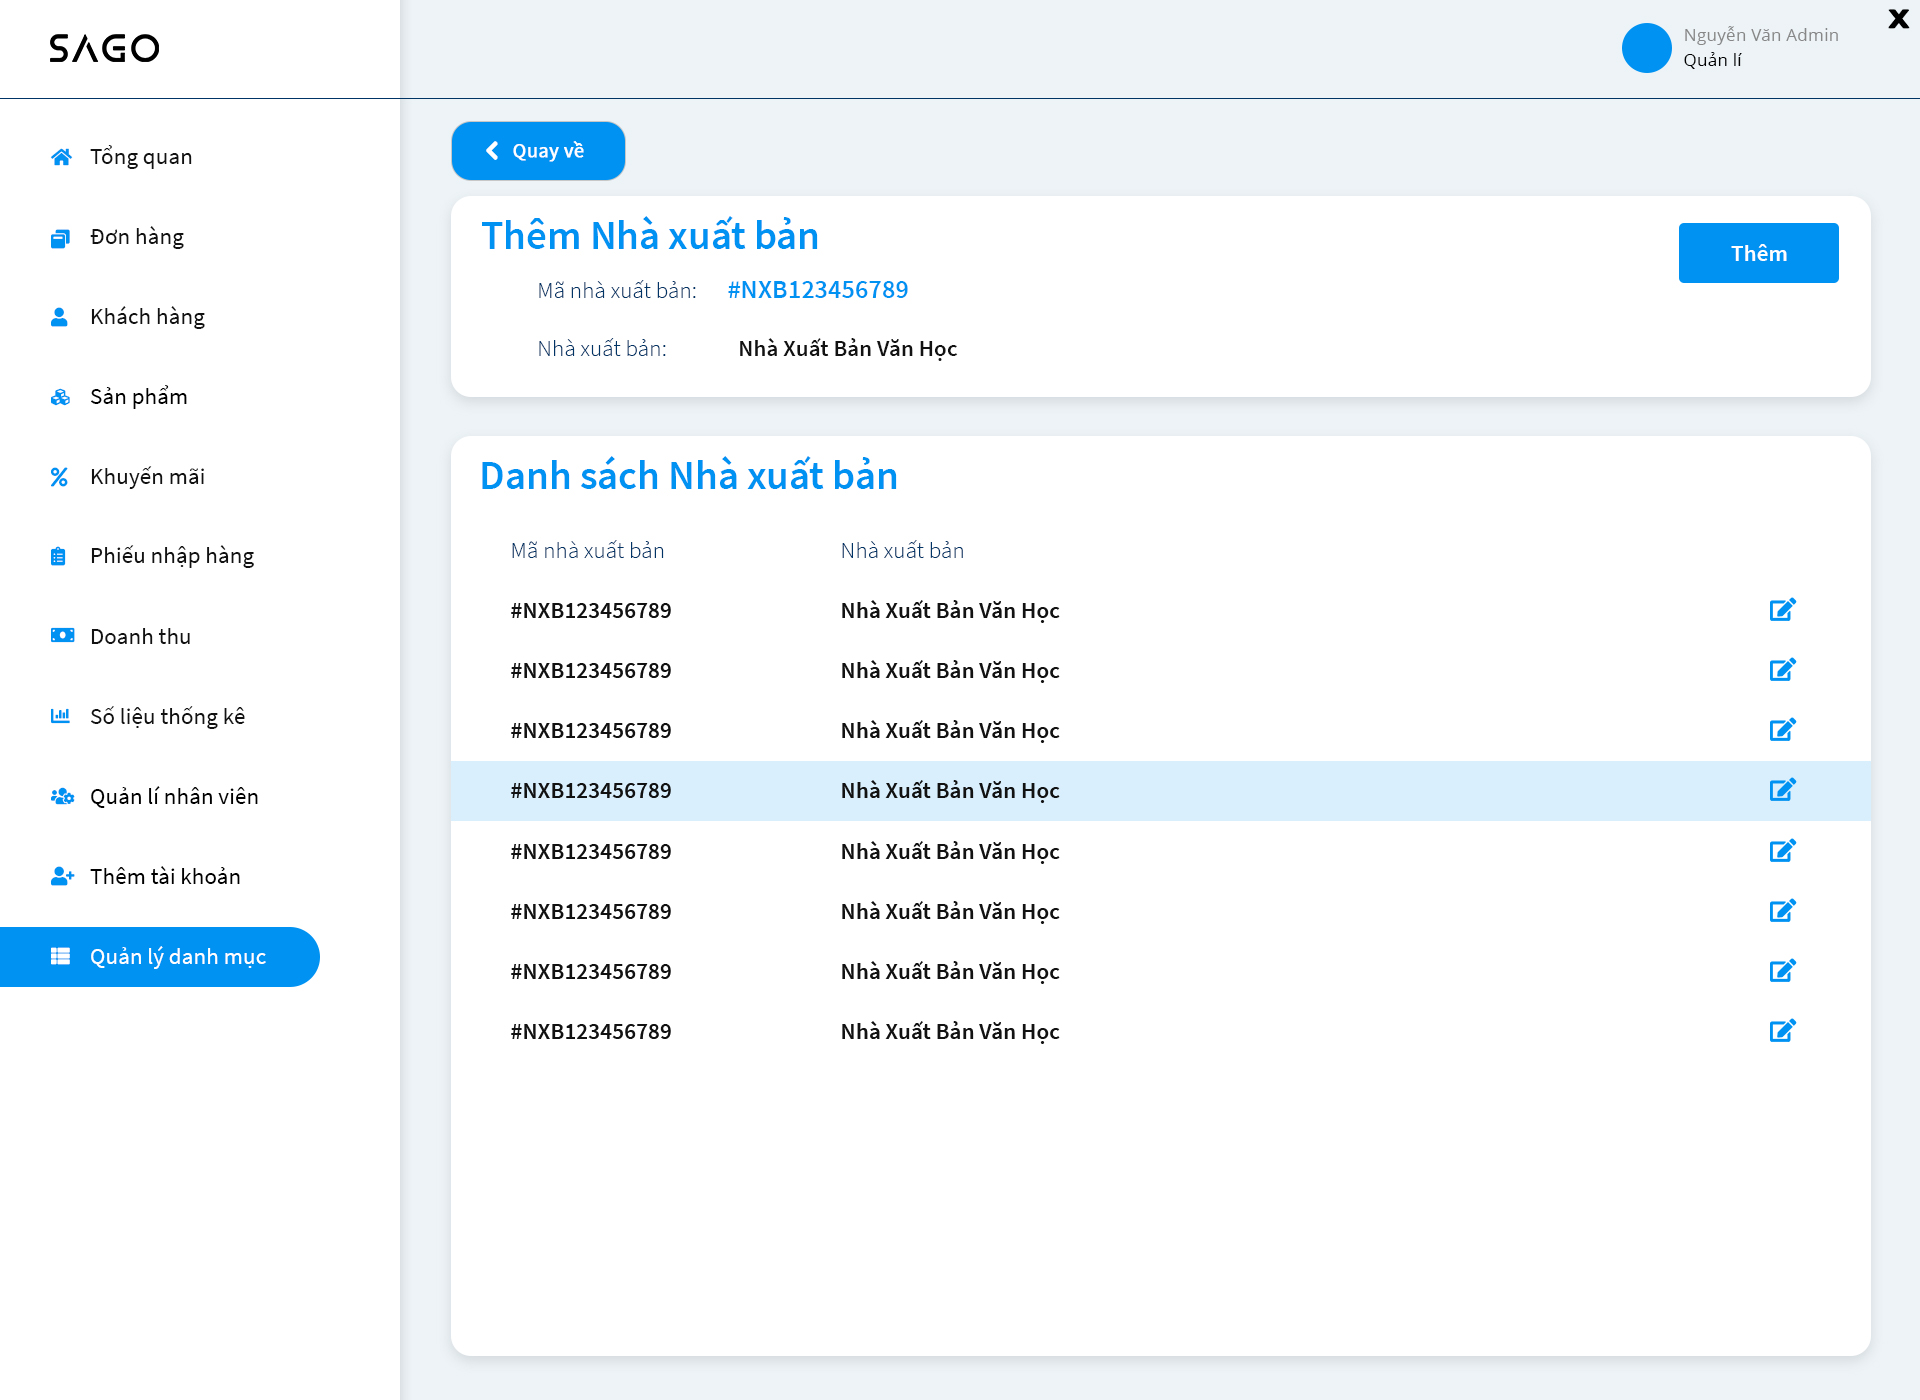 SAGO
Nguyễn Văn Admin
Quản lí
Tổng quan
Đơn hàng
Khách hàng
Sản phẩm
Khuyến mãi
Phiếu nhập hàng
Doanh thu
Số liệu thống kê
Quản lí nhân viên
Thêm tài khoản
Quản lý danh mục
Quay về
Thêm Nhà xuất bản
Thêm
Mã nhà xuất bản: #NXB123456789
Nhà xuất bản: Nhà Xuất Bản Văn Học
Danh sách Nhà xuất bản
Mã nhà xuất bản Nhà xuất bản
#NXB123456789 Nhà Xuất Bản Văn Học
#NXB123456789 Nhà Xuất Bản Văn Học
#NXB123456789 Nhà Xuất Bản Văn Học
#NXB123456789 Nhà Xuất Bản Văn Học
#NXB123456789 Nhà Xuất Bản Văn Học
#NXB123456789 Nhà Xuất Bản Văn Học
#NXB123456789 Nhà Xuất Bản Văn Học
#NXB123456789 Nhà Xuất Bản Văn Học